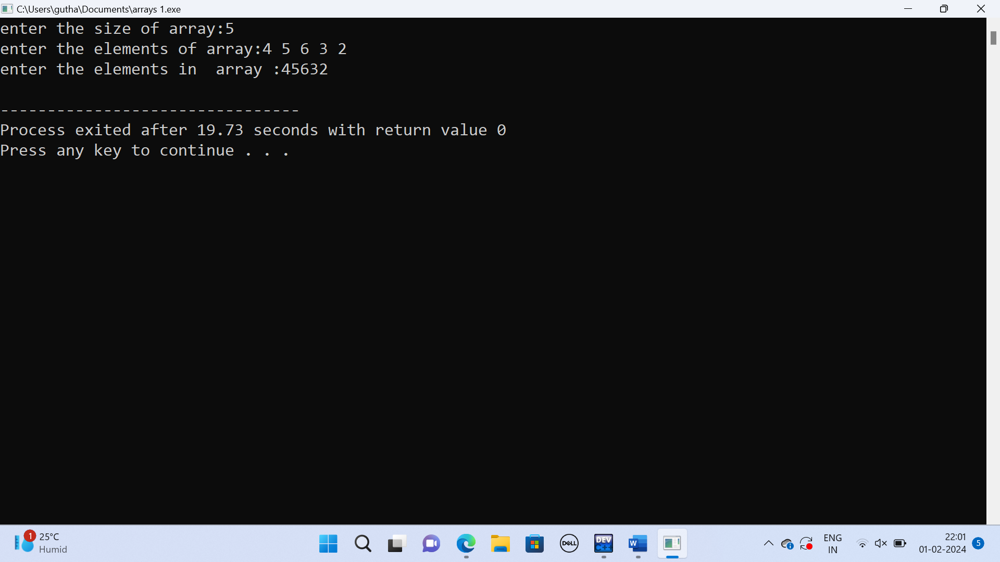 C:\Users\gutha\Documents\arrays 1.exe
enter the size of array:5
enter the elements of array:4 5 6 3 2
enter the elements in  array :45632
--------------------------------
Process exited after 19.73 seconds with return value 0
Press any key to continue . . .
1
25°C
Humid
DELL
DEV
C++
W
ENG
IN
22:01
01-02-2024
5